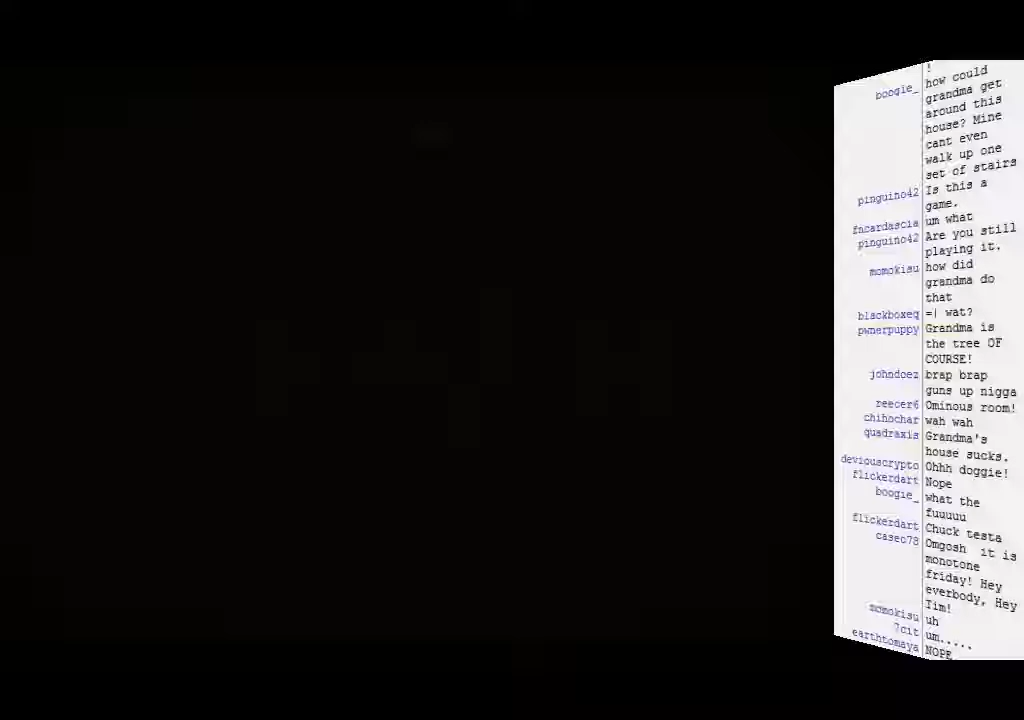 !
boogie_ how could
grandma get
around this
house? Mine
cant even
walk up one
set of stairs
pinguino42 Is this a
game.
fncardascia um what
pinguino42 Are you still
playing it.
momokisu how did
grandma do
that
blackboxeq =| wat?
pwnerpuppy Grandma is
the tree OF
COURSE!
johndoez brap brap
guns up nigga
reecer6 Ominous room!
chihochar wah wah
quadraxis Grandma's
house sucks.
deviouscrypto Ohhh doggie!
flickerdart Nope
boogie_ what the
fuuuuu
flickerdart Chuck testa
caseo78 Omgosh it is
monotone
friday! Hey
everbody, Hey
Tim!
momokisu uh
7cit um.....
earthtomaya NOPE